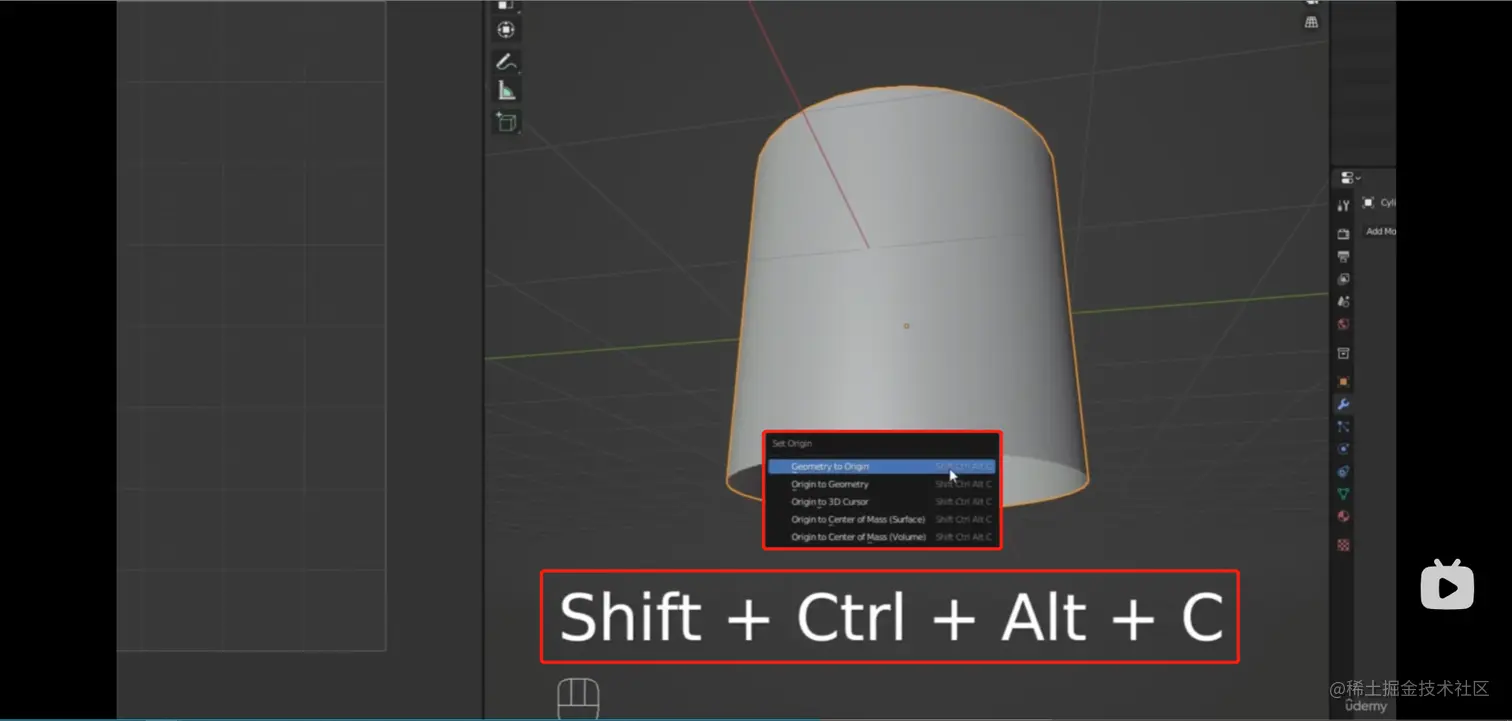 Cyli
Add Mo
Set Origin
Geometry to Origin Shift Ctrl Alt C
Origin to Geometry Shift Ctrl Alt C
Origin to 3D Cursor Shift Ctrl Alt C
Origin to Center of Mass (Surface) Shift Ctrl Alt C
Origin to Center of Mass (Volume) Shift Ctrl Alt C
Shift + Ctrl + Alt + C
@稀土掘金技术社区
ûdemy